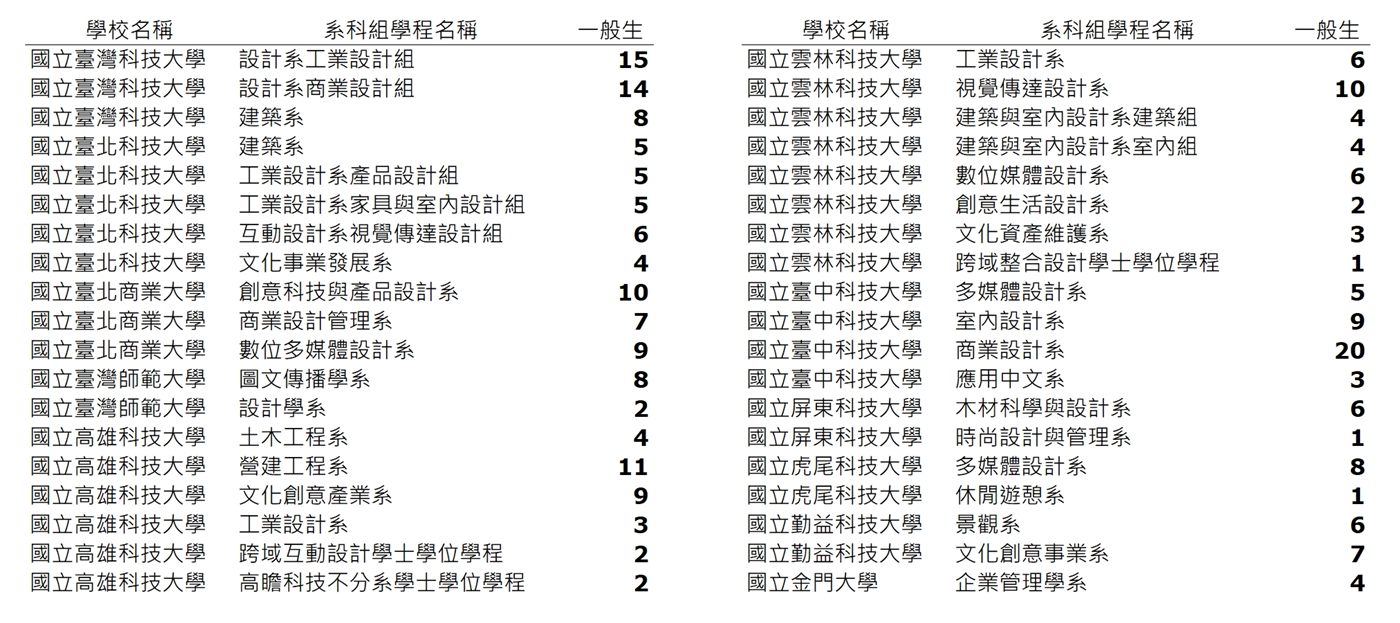 學校名稱 系科組學程名稱 一般生
國立臺灣科技大學 設計系工業設計組 15
國立臺灣科技大學 設計系商業設計組 14
國立臺灣科技大學 建築系 8
國立臺北科技大學 建築系 5
國立臺北科技大學 工業設計系產品設計組 5
國立臺北科技大學 工業設計系家具與室內設計組 5
國立臺北科技大學 互動設計系視覺傳達設計組 6
國立臺北科技大學 文化事業發展系 4
國立臺北商業大學 創意科技與產品設計系 10
國立臺北商業大學 商業設計管理系 7
國立臺北商業大學 數位多媒體設計系 9
國立臺灣師範大學 圖文傳播學系 8
國立臺灣師範大學 設計學系 2
國立高雄科技大學 土木工程系 4
國立高雄科技大學 營建工程系 11
國立高雄科技大學 文化創意產業系 9
國立高雄科技大學 工業設計系 3
國立高雄科技大學 跨域互動設計學士學位學程 2
國立高雄科技大學 高瞻科技不分系學士學位學程 2
學校名稱 系科組學程名稱 一般生
國立雲林科技大學 工業設計系 6
國立雲林科技大學 視覺傳達設計系 10
國立雲林科技大學 建築與室內設計系建築組 4
國立雲林科技大學 建築與室內設計系室內組 4
國立雲林科技大學 數位媒體設計系 6
國立雲林科技大學 創意生活設計系 2
國立雲林科技大學 文化資產維護系 3
國立雲林科技大學 跨域整合設計學士學位學程 1
國立臺中科技大學 多媒體設計系 5
國立臺中科技大學 室內設計系 9
國立臺中科技大學 商業設計系 20
國立臺中科技大學 應用中文系 3
國立屏東科技大學 木材科學與設計系 6
國立屏東科技大學 時尚設計與管理系 1
國立虎尾科技大學 多媒體設計系 8
國立虎尾科技大學 休閒遊憩系 1
國立勤益科技大學 景觀系 6
國立勤益科技大學 文化創意事業系 7
國立金門大學 企業管理學系 4